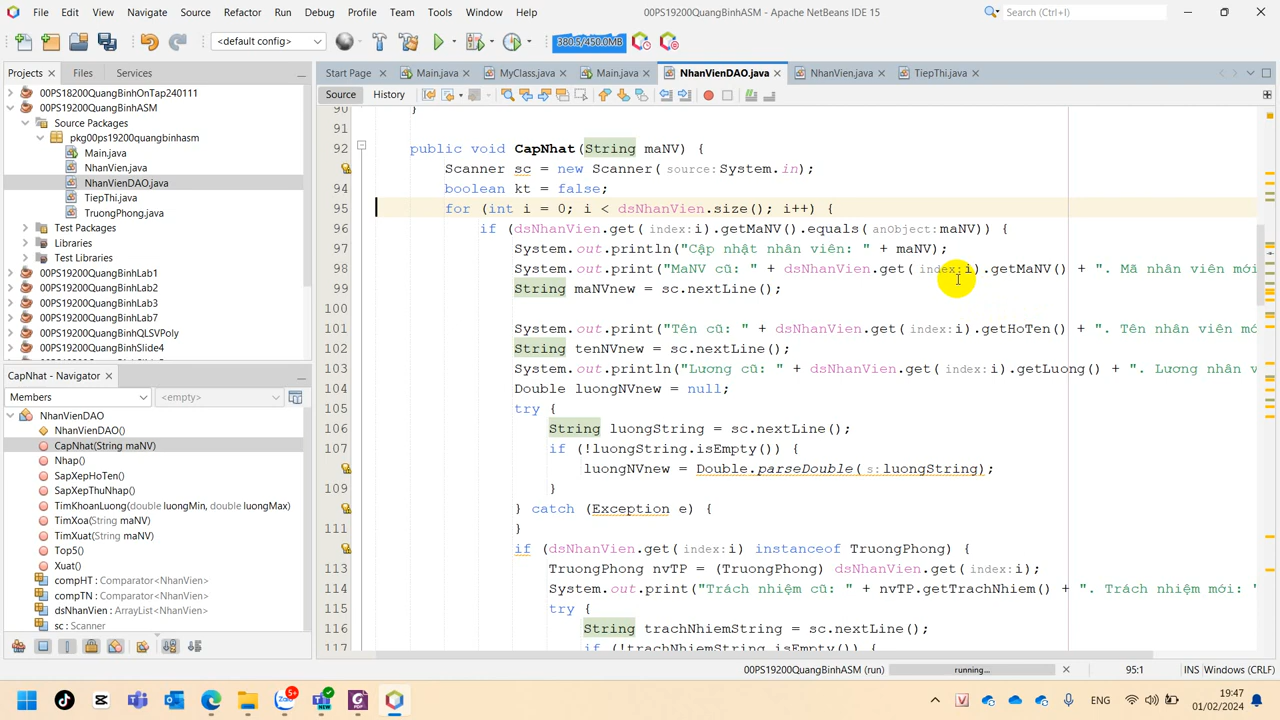 File Edit View Navigate Source Refactor Run Debug Profile Team Tools Window Help 00PS19200QuangBinhASM - Apache NetBeans IDE 15 Search (Ctrl+I)
<default config> 380.5/450.0MB
Projects Files Services Start Page Main.java MyClass.java Main.java NhanVienDAO.java NhanVien.java TiepThi.java
Source History
00PS18200QuangBinhOnTap240111
00PS19200QuangBinhASM
Source Packages
pkg00ps19200quangbinhasm
Main.java
NhanVien.java
NhanVienDAO.java
TiepThi.java
TruongPhong.java
Test Packages
Libraries
Test Libraries
00PS19200QuangBinhLab1
00PS19200QuangBinhLab2
00PS19200QuangBinhLab3
00PS19200QuangBinhLab7
00PS19200QuangBinhQLSVPoly
00PS19200QuangBinhSlide4
CapNhat - Navigator
Members <empty>
NhanVienDAO
NhanVienDAO()
CapNhat(String maNV)
Nhap()
SapXepHoTen()
SapXepThuNhap()
TimKhoanLuong(double luongMin, double luongMax)
TimXoa(String maNV)
TimXuat(String maNV)
Top5()
Xuat()
compHT : Comparator<NhanVien>
compTN : Comparator<NhanVien>
dsNhanVien : ArrayList<NhanVien>
sc : Scanner
90 }
91
92 public void CapNhat(String maNV) {
Scanner sc = new Scanner( source:System.in);
94 boolean kt = false;
95 for (int i = 0; i < dsNhanVien.size(); i++) {
96 if (dsNhanVien.get( index:i).getMaNV().equals( anObject:maNV)) {
97 System.out.println("Cập nhật nhân viên: " + maNV);
98 System.out.print("MaNV cũ: " + dsNhanVien.get( index:i).getMaNV() + ". Mã nhân viên mới
99 String maNVnew = sc.nextLine();
100
101 System.out.print("Tên cũ: " + dsNhanVien.get( index:i).getHoTen() + ". Tên nhân viên mớ
102 String tenNVnew = sc.nextLine();
103 System.out.println("Lương cũ: " + dsNhanVien.get( index:i).getLuong() + ". Lương nhân v
104 Double luongNVnew = null;
105 try {
106 String luongString = sc.nextLine();
107 if (!luongString.isEmpty()) {
luongNVnew = Double.parseDouble( s:luongString);
109 }
} catch (Exception e) {
111 }
if (dsNhanVien.get( index:i) instanceof TruongPhong) {
113 TruongPhong nvTP = (TruongPhong) dsNhanVien.get( index:i);
114 System.out.print("Trách nhiệm cũ: " + nvTP.getTrachNhiem() + ". Trách nhiệm mới: "
115 try {
116 String trachNhiemString = sc.nextLine();
117 if (!trachNhiemString.isEmpty()) {
00PS19200QuangBinhASM (run) running... 95:1 INS Windows (CRLF)
5+ NEW ENG 19:47
01/02/2024